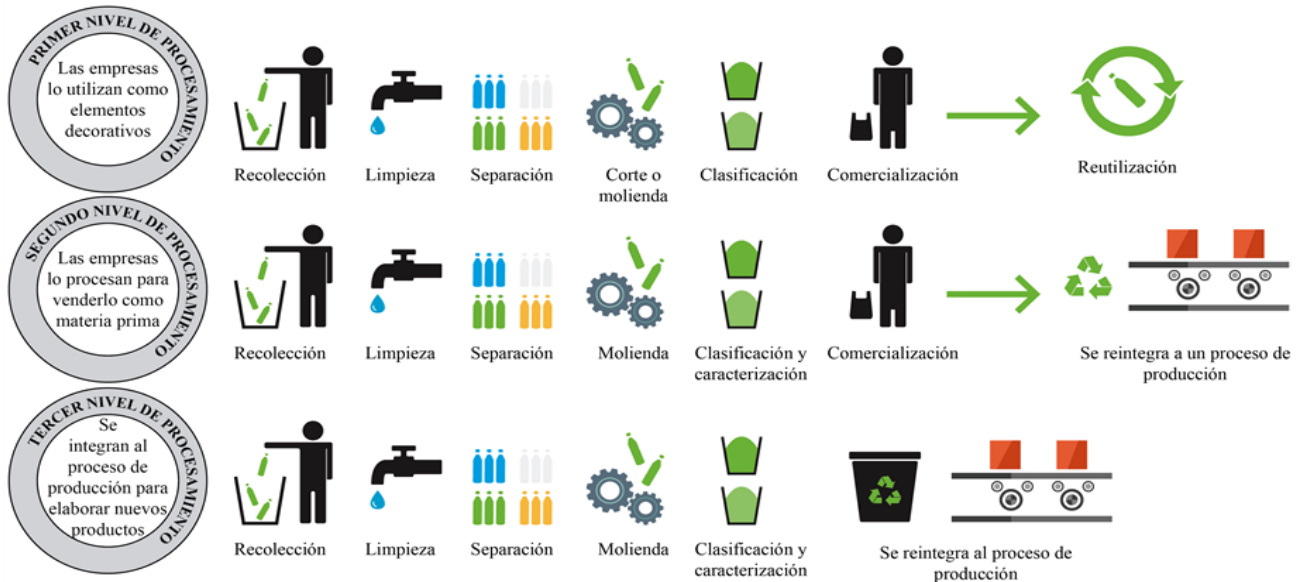 PRIMER NIVEL DE PROCESAMIENTO
Las empresas
lo utilizan como
elementos
decorativos
Recolección
Limpieza
Separación
Corte o
molienda
Clasificación
Comercialización
Reutilización
SEGUNDO NIVEL DE PROCESAMIENTO
Las empresas
lo procesan para
venderlo como
materia prima
Recolección
Limpieza
Separación
Molienda
Clasificación y
caracterización
Comercialización
Se reintegra a un proceso de
producción
TERCER NIVEL DE PROCESAMIENTO
Se
integran al
proceso de
producción para
elaborar nuevos
productos
Recolección
Limpieza
Separación
Molienda
Clasificación y
caracterización
Se reintegra al proceso de
producción